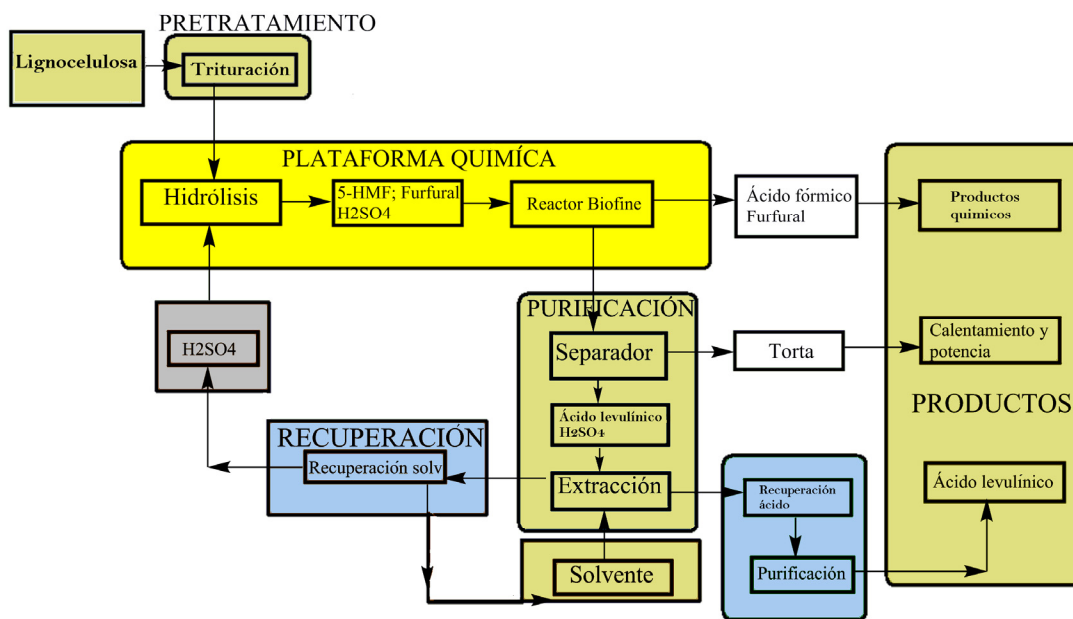 PRETRATAMIENTO
Lignocelulosa
Trituración
PLATAFORMA QUIMÍCA
Hidrólisis
5-HMF; Furfural
H2SO4
Reactor Biofine
Ácido fórmico
Furfural
Productos
quimicos
PURIFICACIÓN
Separador
Torta
Calentamiento y
potencia
H2SO4
PRODUCTOS
Ácido levulínico
H2SO4
RECUPERACIÓN
Recuperación solv
Extracción
Recuperación
ácido
Ácido levulínico
Solvente
Purificación